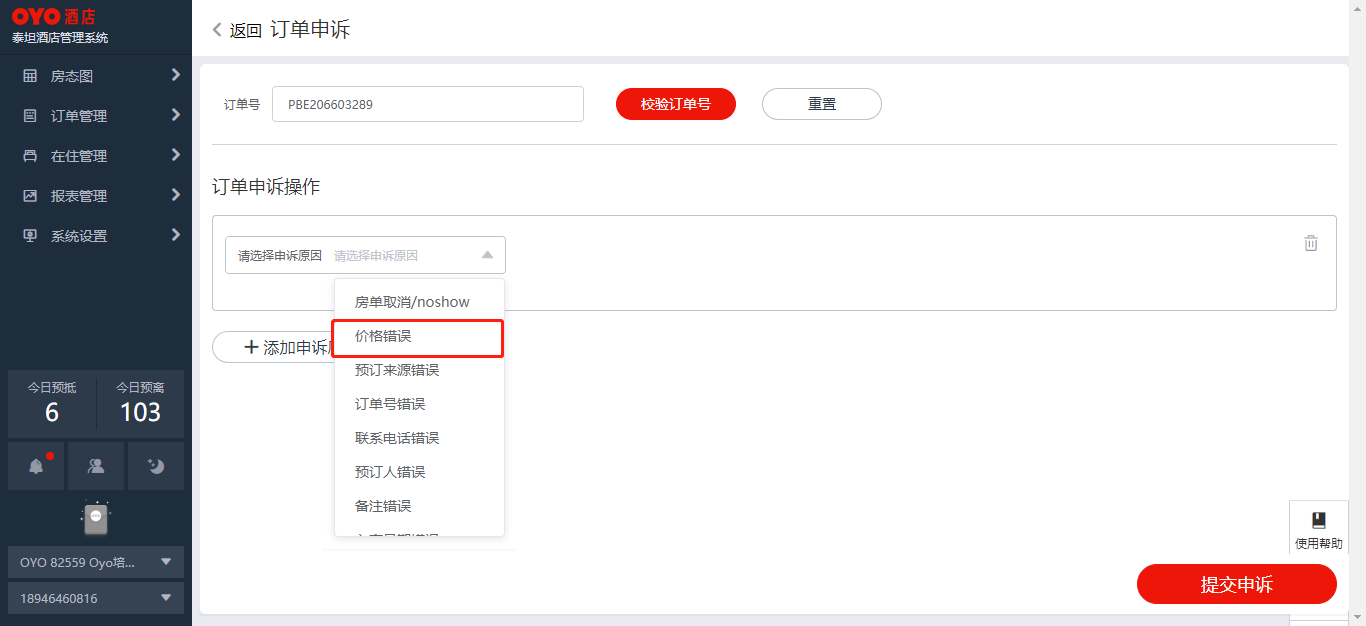 OYO 酒店
泰坦酒店管理系统
房态图
订单管理
在住管理
报表管理
系统设置
今日预抵
今日预离
6
103
OYO 82559 Oyo培...
18946460816
返回 订单申诉
订单号 PBE206603289 校验订单号 重置
订单申诉操作
请选择申诉原因 请选择申诉原因
房单取消/noshow
价格错误
预订来源错误
订单号错误
联系电话错误
预订人错误
备注错误
添加申诉
使用帮助
提交申诉